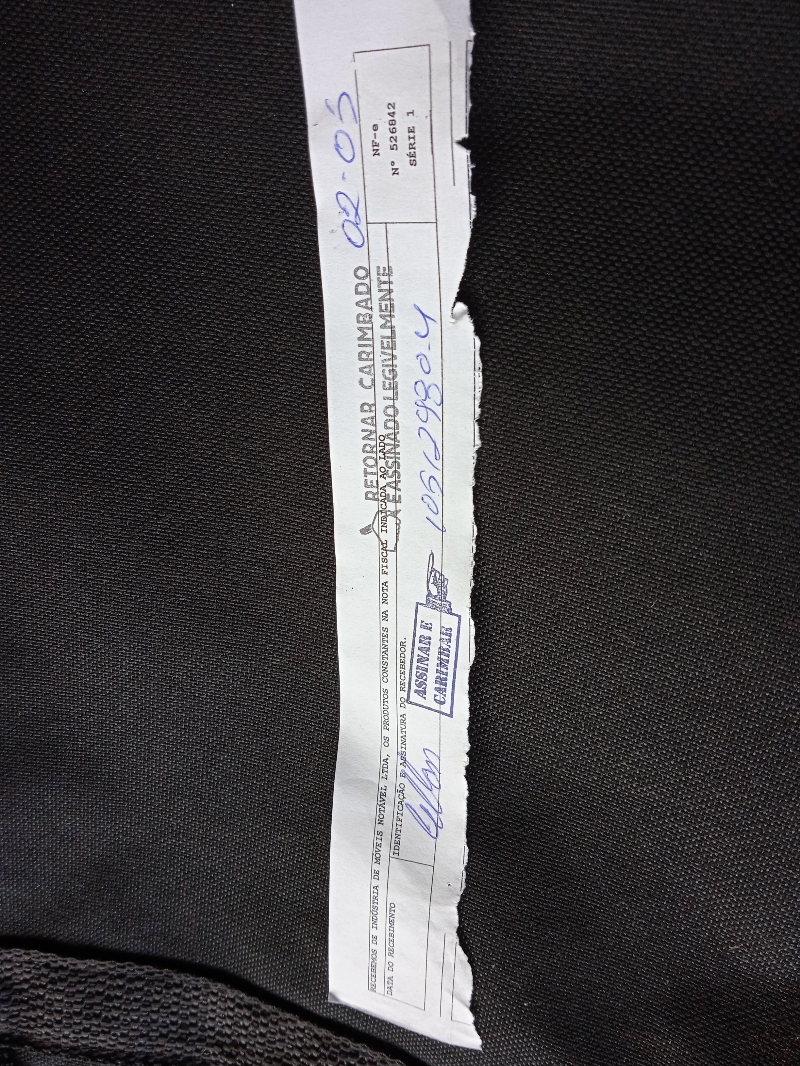 02-05
RETORNAR CARIMBADO
E ASSINADO LEGIVELMENTE
RECEBEMOS DE INDÚSTRIA DE MÓVEIS NOTÁVEL LTDA, OS PRODUTOS CONSTANTES NA NOTA FISCAL INDICADA AO LADO
NF-e
Nº 526842
SÉRIE 1
DATA DO RECEBIMENTO
IDENTIFICAÇÃO E ASSINATURA DO RECEBEDOR.
ASSINAR E
CARIMBAR
10512980-4